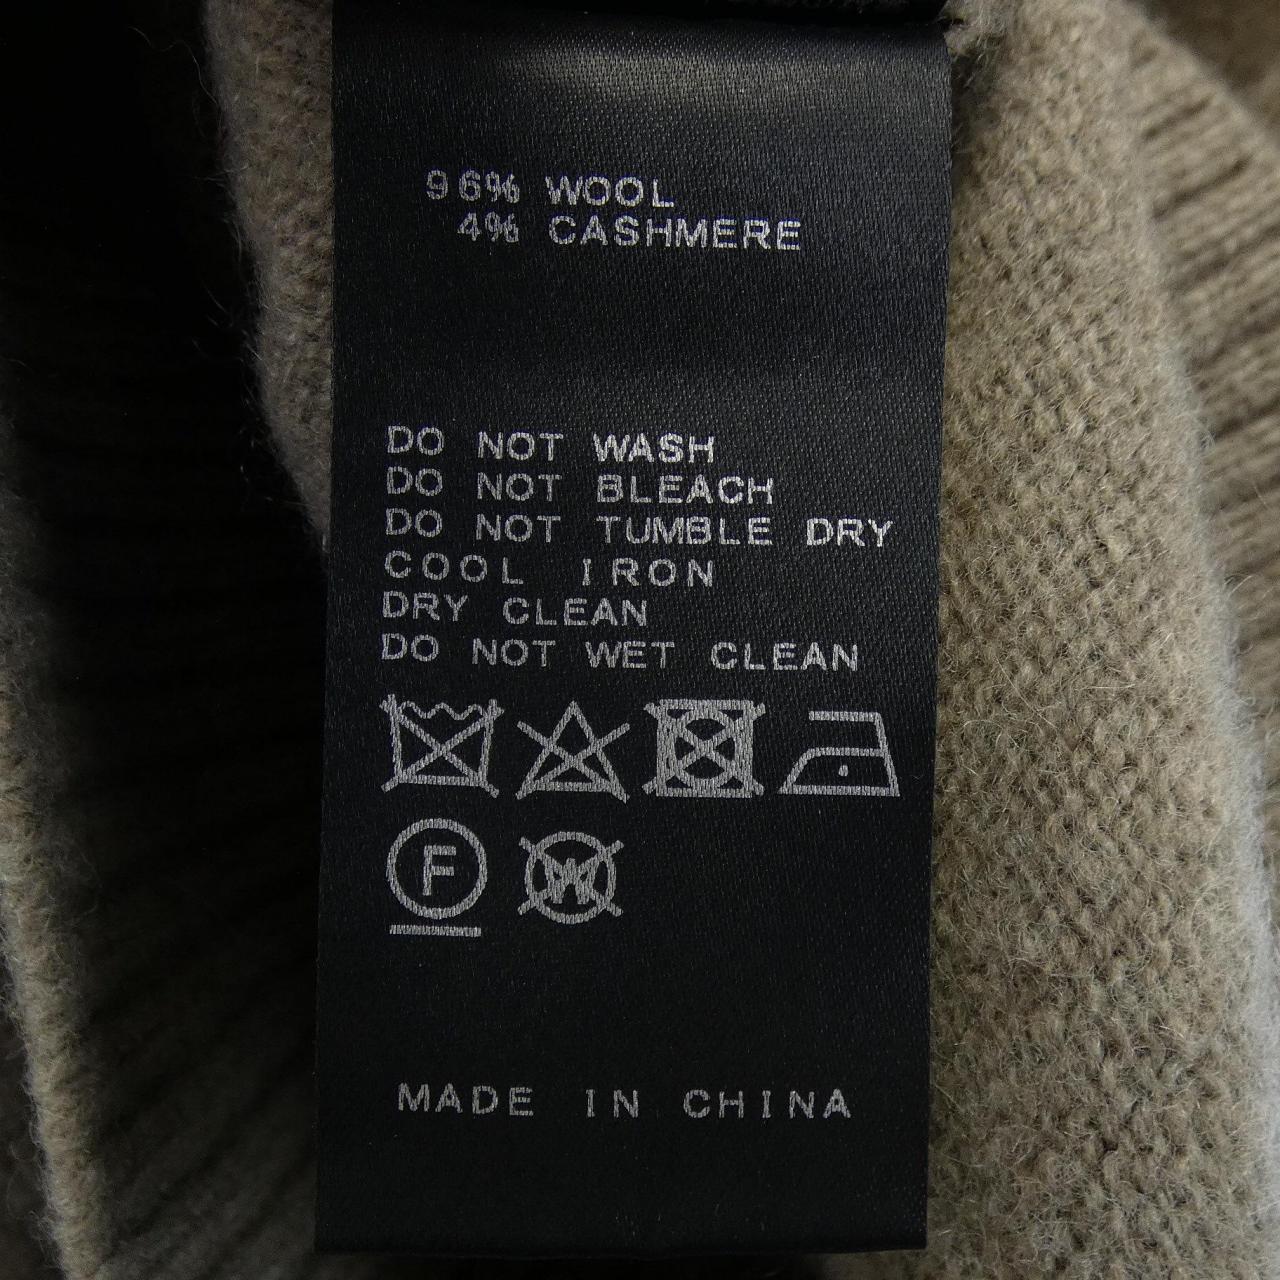 96% WOOL
4% CASHMERE
DO NOT WASH
DO NOT BLEACH
DO NOT TUMBLE DRY
COOL IRON
DRY CLEAN
DO NOT WET CLEAN
F W
MADE IN CHINA